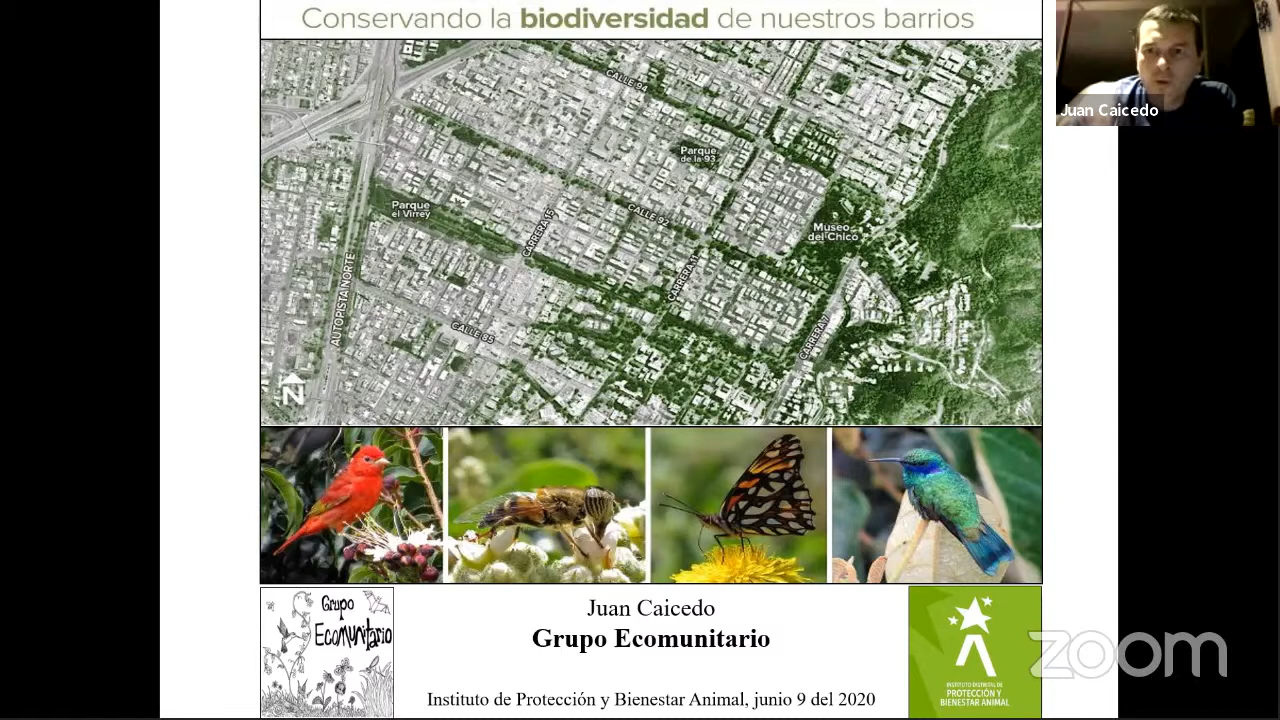 Conservando la biodiversidad de nuestros barrios
Juan Caicedo
CALLE 94
Parque
de la 93
Parque
el Virrey
CARRERA 15
CALLE 92
Museo
del Chico
CARRERA 11
AUTOPISTA NORTE
CALLE 85
CARRERA 7
N
Grupo
Ecomunitario
Juan Caicedo
Grupo Ecomunitario
Instituto de Protección y Bienestar Animal, junio 9 del 2020
INSTITUTO DISTRITAL DE
PROTECCIÓN Y
BIENESTAR ANIMAL
zoom